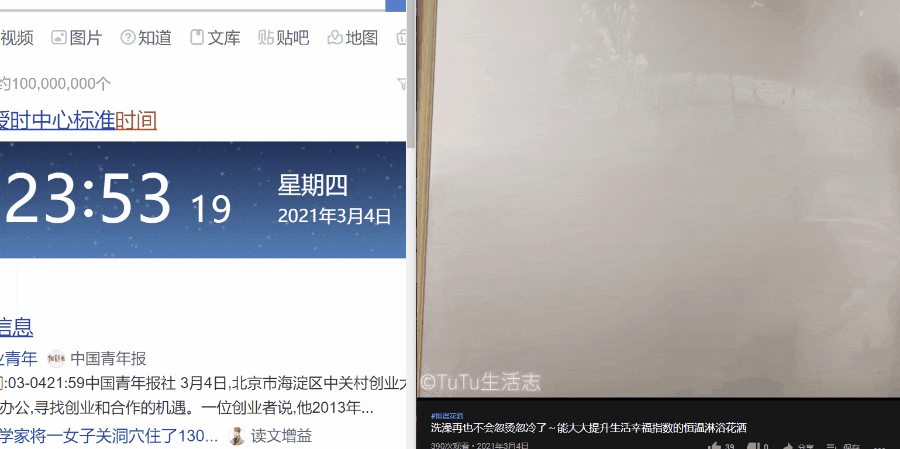 视频 图片 知道 文库 贴吧 地图
约100,000,000个
授时中心标准时间
23:53 19
星期四
2021年3月4日
信息
业青年 中国青年报
:03-0421:59中国青年报社 3月4日,北京市海淀区中关村创业大
办公,寻找创业和合作的机遇。一位创业者说,他2013年...
学家将一女子关洞穴住了130... 读文增益
©TuTu生活志
#恒温花洒
洗澡再也不会忽烫忽冷了～能大大提升生活幸福指数的恒温淋浴花洒
390次观看・2021年3月4日
39 0 分享 保存